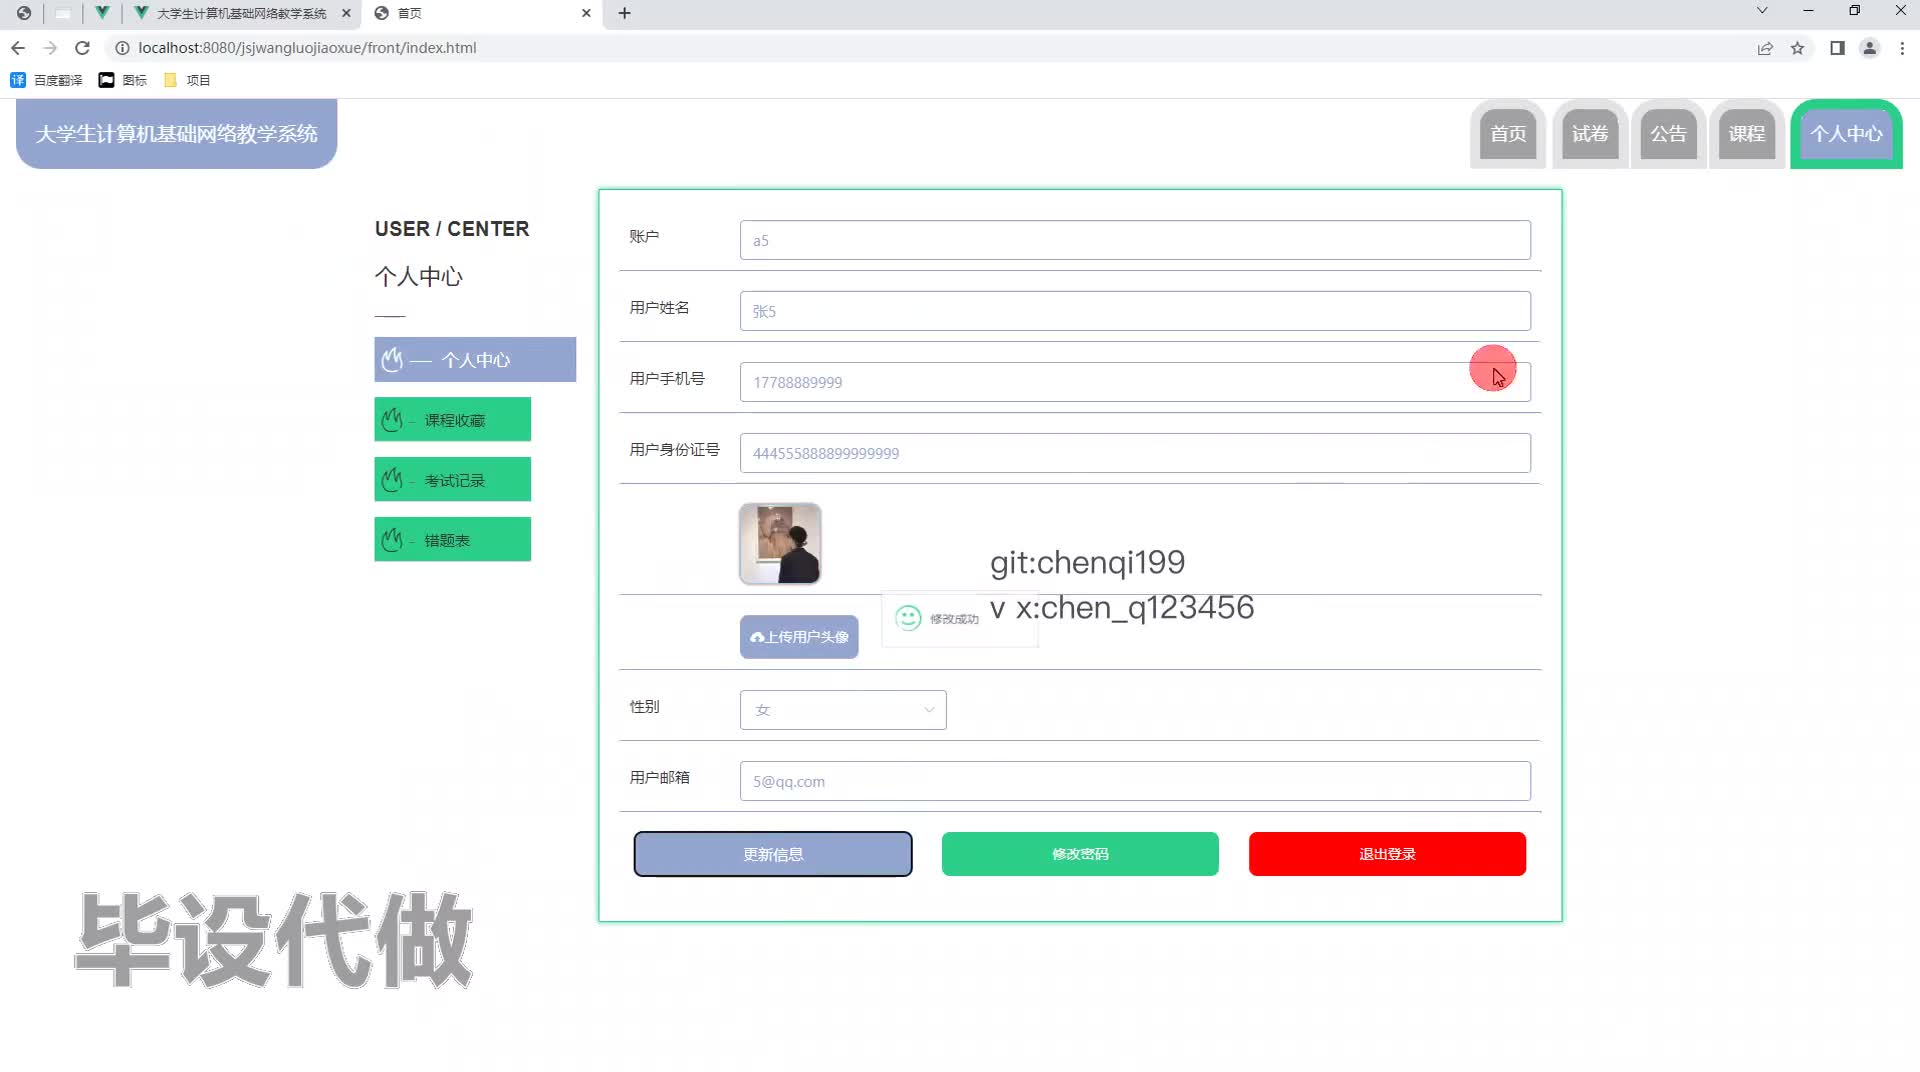 大学生计算机基础网络教学系统
首页
localhost:8080/jsjwangluojiaoxue/front/index.html
百度翻译
图标
项目
大学生计算机基础网络教学系统
首页
试卷
公告
课程
个人中心
USER / CENTER
个人中心
个人中心
课程收藏
考试记录
错题表
账户
a5
用户姓名
张5
用户手机号
17788889999
用户身份证号
444555888899999999
git:chenqi199
v x:chen_q123456
修改成功
上传用户头像
性别
女
用户邮箱
5@qq.com
更新信息
修改密码
退出登录
毕设代做